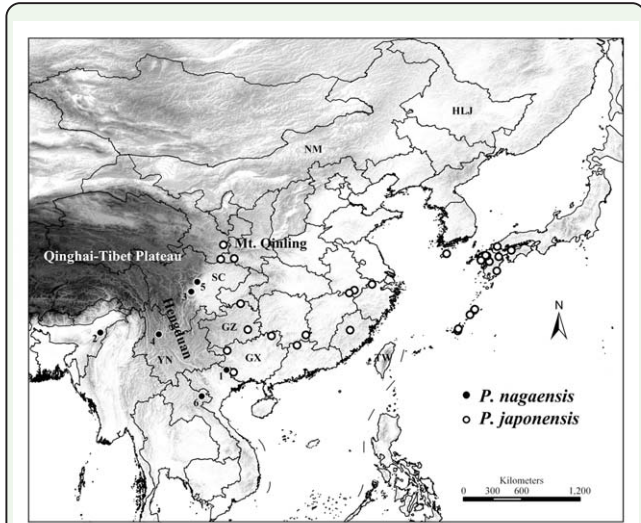 HLJ
NM
Mt. Qinling
Qinghai-Tibet Plateau
SC
5
3
Hengduan
GZ
2
4
YN
GX
TW
1
6
N
P. nagaensis
P. japonensis
Kilometers
0 300 600 1,200